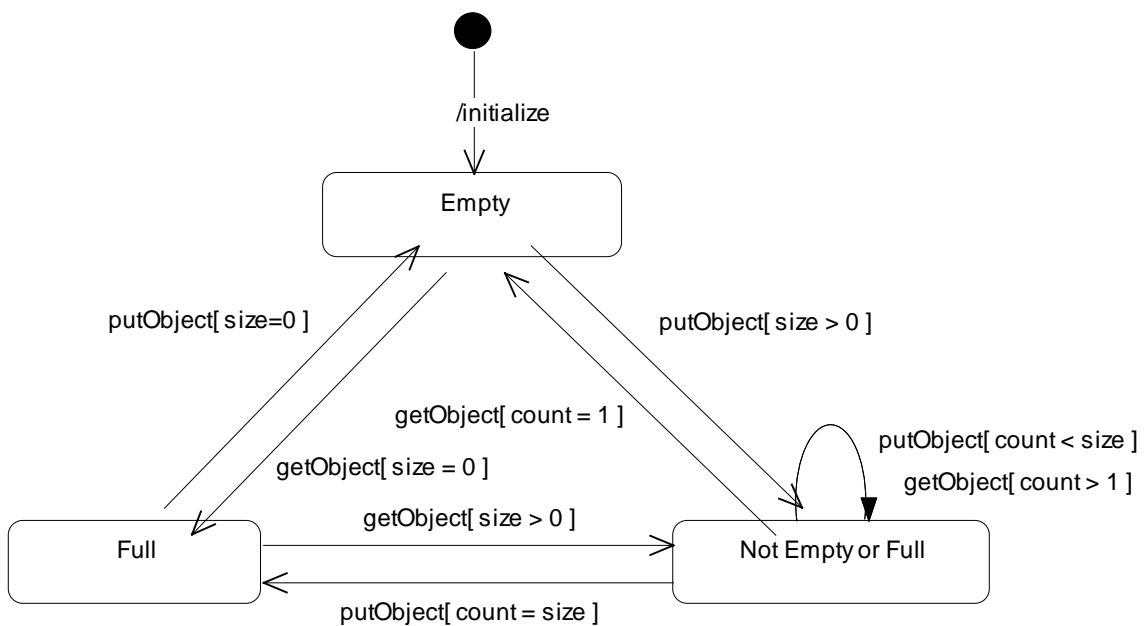 /initialize
Empty
putObject[ size=0 ]
putObject[ size > 0 ]
getObject[ count = 1 ]
putObject[ count < size ]
getObject[ size = 0 ]
getObject[ count > 1 ]
getObject[ size > 0 ]
Full
Not Empty or Full
putObject[ count = size ]